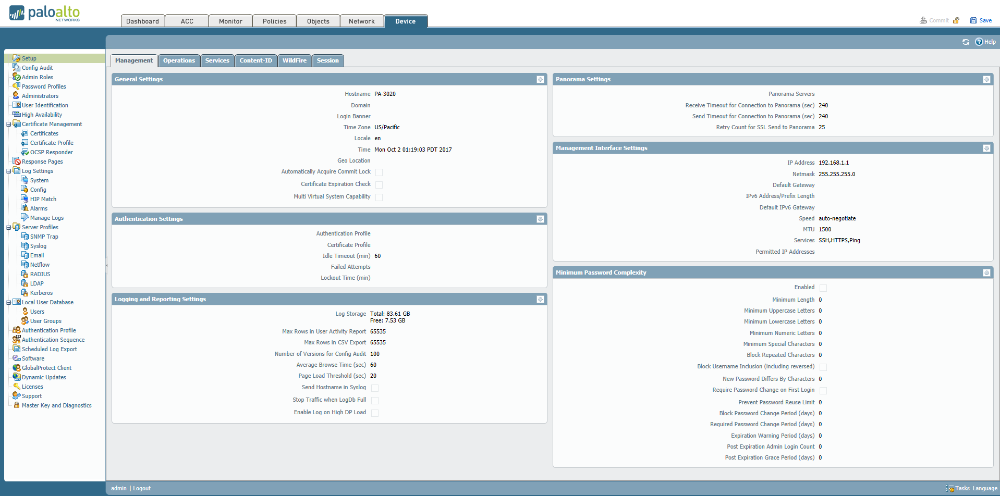 paloalto
NETWORKS
Dashboard
ACC
Monitor
Policies
Objects
Network
Device
Commit
Save
Help
Setup
Config Audit
Admin Roles
Password Profiles
Administrators
User Identification
High Availability
Certificate Management
Certificates
Certificate Profile
OCSP Responder
Response Pages
Log Settings
System
Config
HIP Match
Alarms
Manage Logs
Server Profiles
SNMP Trap
Syslog
Email
Netflow
RADIUS
LDAP
Kerberos
Local User Database
Users
User Groups
Authentication Profile
Authentication Sequence
Scheduled Log Export
Software
GlobalProtect Client
Dynamic Updates
Licenses
Support
Master Key and Diagnostics
Management
Operations
Services
Content-ID
WildFire
Session
General Settings
Hostname PA-3020
Domain
Login Banner
Time Zone US/Pacific
Locale en
Time Mon Oct 2 01:19:03 PDT 2017
Geo Location
Automatically Acquire Commit Lock
Certificate Expiration Check
Multi Virtual System Capability
Authentication Settings
Authentication Profile
Certificate Profile
Idle Timeout (min) 60
Failed Attempts
Lockout Time (min)
Logging and Reporting Settings
Log Storage Total: 83.61 GB
Free: 7.53 GB
Max Rows in User Activity Report 65535
Max Rows in CSV Export 65535
Number of Versions for Config Audit 100
Average Browse Time (sec) 60
Page Load Threshold (sec) 20
Send Hostname in Syslog
Stop Traffic when LogDb Full
Enable Log on High DP Load
Panorama Settings
Panorama Servers
Receive Timeout for Connection to Panorama (sec) 240
Send Timeout for Connection to Panorama (sec) 240
Retry Count for SSL Send to Panorama 25
Management Interface Settings
IP Address 192.168.1.1
Netmask 255.255.255.0
Default Gateway
IPv6 Address/Prefix Length
Default IPv6 Gateway
Speed auto-negotiate
MTU 1500
Services SSH,HTTPS,Ping
Permitted IP Addresses
Minimum Password Complexity
Enabled
Minimum Length 0
Minimum Uppercase Letters 0
Minimum Lowercase Letters 0
Minimum Numeric Letters 0
Minimum Special Characters 0
Block Repeated Characters 0
Block Username Inclusion (including reversed)
New Password Differs By Characters 0
Require Password Change on First Login
Prevent Password Reuse Limit 0
Block Password Change Period (days) 0
Required Password Change Period (days) 0
Expiration Warning Period (days) 0
Post Expiration Admin Login Count 0
Post Expiration Grace Period (days) 0
admin | Logout
Tasks Language